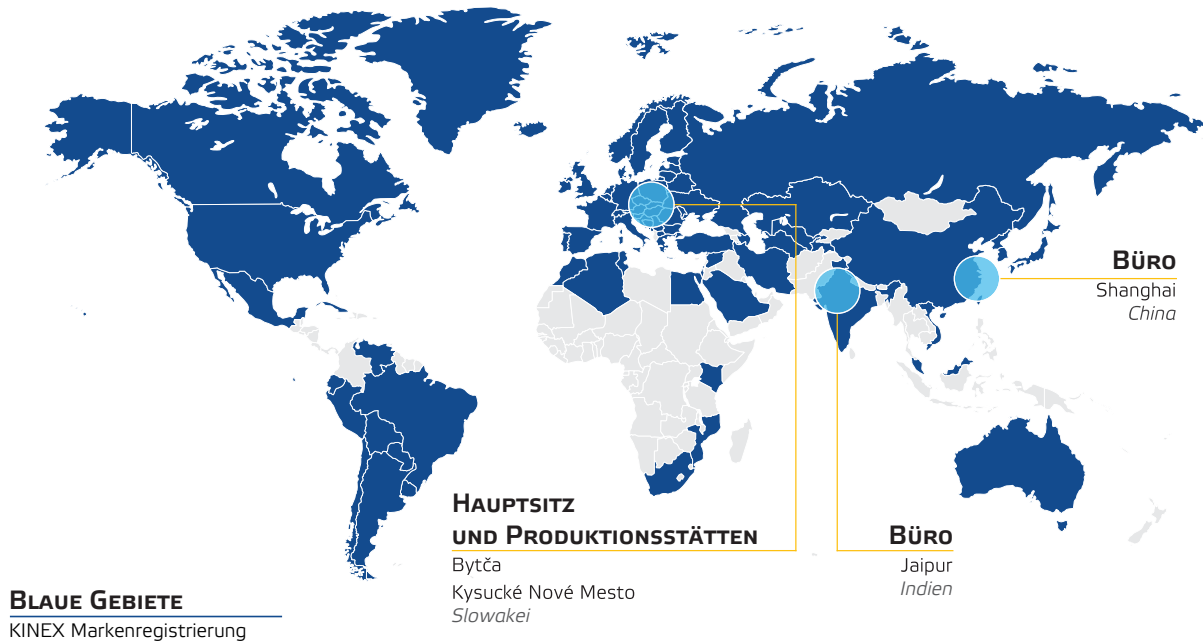 BÜRO
Shanghai
China
HAUPTSITZ
UND PRODUKTIONSSTÄTTEN
Bytča
Kysucké Nové Mesto
Slowakei
BÜRO
Jaipur
Indien
BLAUE GEBIETE
KINEX Markenregistrierung